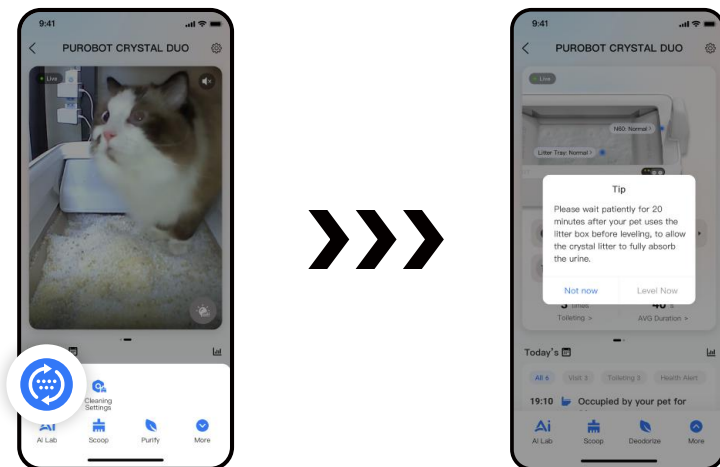 9:41
PUROBOT CRYSTAL DUO
Live
Cleaning
Settings
Ai
AI Lab
Scoop
Purify
More
9:41
PUROBOT CRYSTAL DUO
Live
N60: Normal >
Litter Tray: Normal >
Tip
Please wait patiently for 20
minutes after your pet uses the
litter box before leveling, to allow
the crystal litter to fully absorb
the urine.
Not now
Level Now
Toileting >
AVG Duration >
Today's
All 6
Visit 3
Toileting 3
Health Alert
19:10
Occupied by your pet for
Ai
AI Lab
Scoop
Deodorize
More